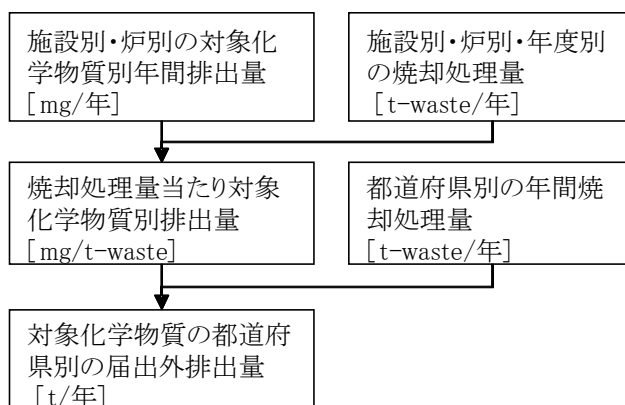 施設別・炉別の対象化
学物質別年間排出量
[mg/年]
施設別・炉別・年度別
の焼却処理量
[t-waste/年]
焼却処理量当たり対象
化学物質別排出量
[mg/t-waste]
都道府県別の年間焼
却処理量
[t-waste/年]
対象化学物質の都道府
県別の届出外排出量
[t/年]